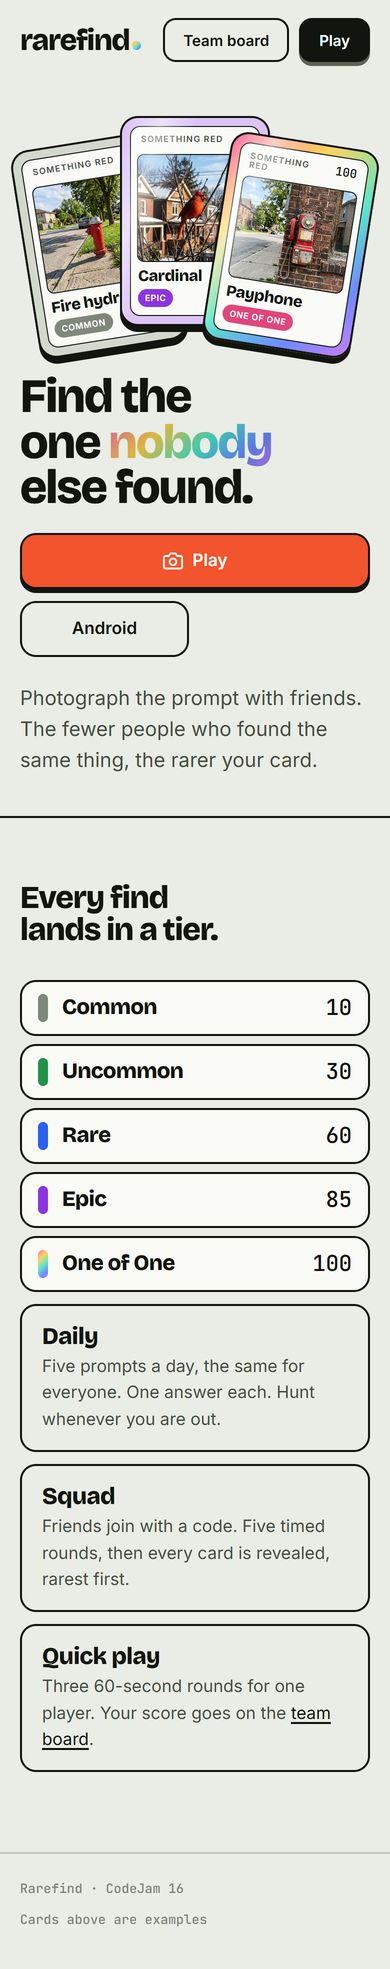 rarefind
Team board
Play
SOMETHING RED
Fire hydr
COMMON
SOMETHING RED
Cardinal
EPIC
SOMETHING
RED
100
Payphone
ONE OF ONE
Find the
one nobody
else found.
Play
Android
Photograph the prompt with friends.
The fewer people who found the
same thing, the rarer your card.
Every find
lands in a tier.
Common 10
Uncommon 30
Rare 60
Epic 85
One of One 100
Daily
Five prompts a day, the same for
everyone. One answer each. Hunt
whenever you are out.
Squad
Friends join with a code. Five timed
rounds, then every card is revealed,
rarest first.
Quick play
Three 60-second rounds for one
player. Your score goes on the team
board.
Rarefind · CodeJam 16
Cards above are examples